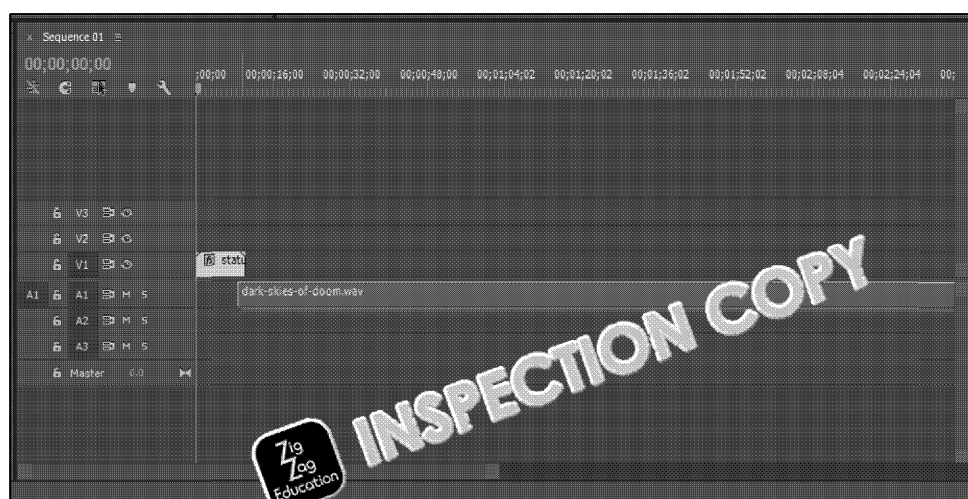 × Sequence 01
00;00;00;00
;00;00 00;00;16;00 00;00;32;00 00;00;48;00 00;01;04;02 00;01;20;02 00;01;36;02 00;01;52;02 00;02;08;04 00;02;24;04 00;
V3
V2
V1 fx statu
A1 A1 M S dark-skies-of-doom.wav
A2 M S
A3 M S
Master 0.0
INSPECTION COPY
Zig
Zag
Education